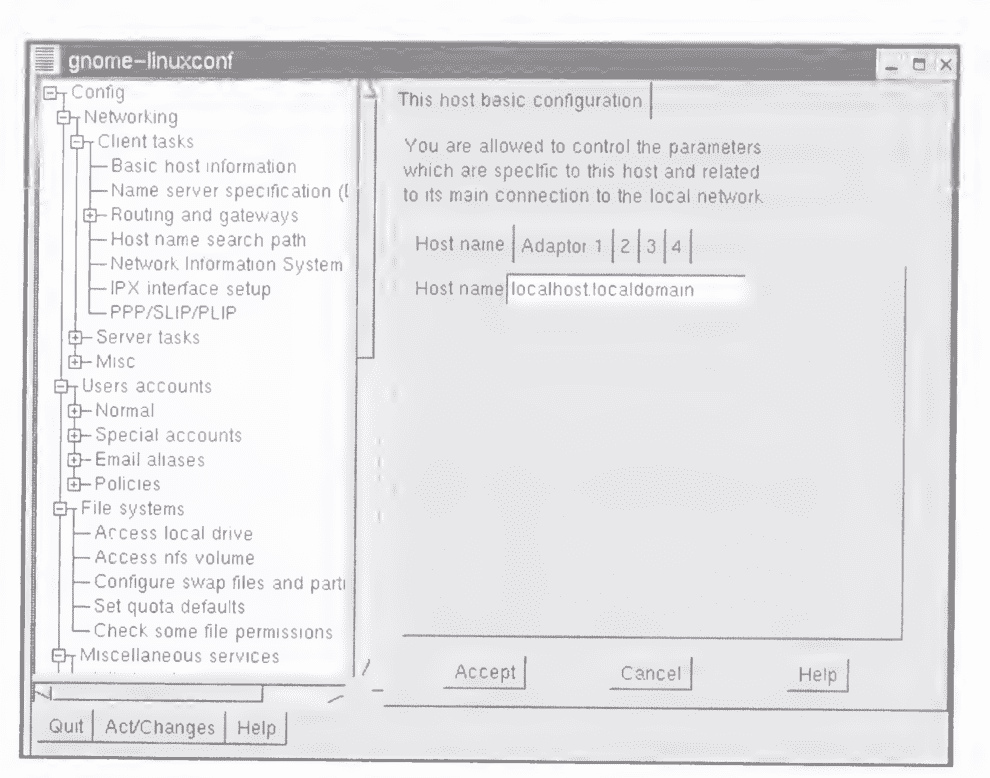 gnome-linuxconf
Config
Networking
Client tasks
Basic host information
Name server specification (
Routing and gateways
Host name search path
Network Information System
IPX interface setup
PPP/SLIP/PLIP
Server tasks
Misc
Users accounts
Normal
Special accounts
Email aliases
Policies
File systems
Access local drive
Access nfs volume
Configure swap files and parti
Set quota defaults
Check some file permissions
Miscellaneous services
Quit Act/Changes Help
This host basic configuration
You are allowed to control the parameters
which are specific to this host and related
to its main connection to the local network
Host name Adaptor 1 2 3 4
Host name localhost.localdomain
Accept Cancel Help